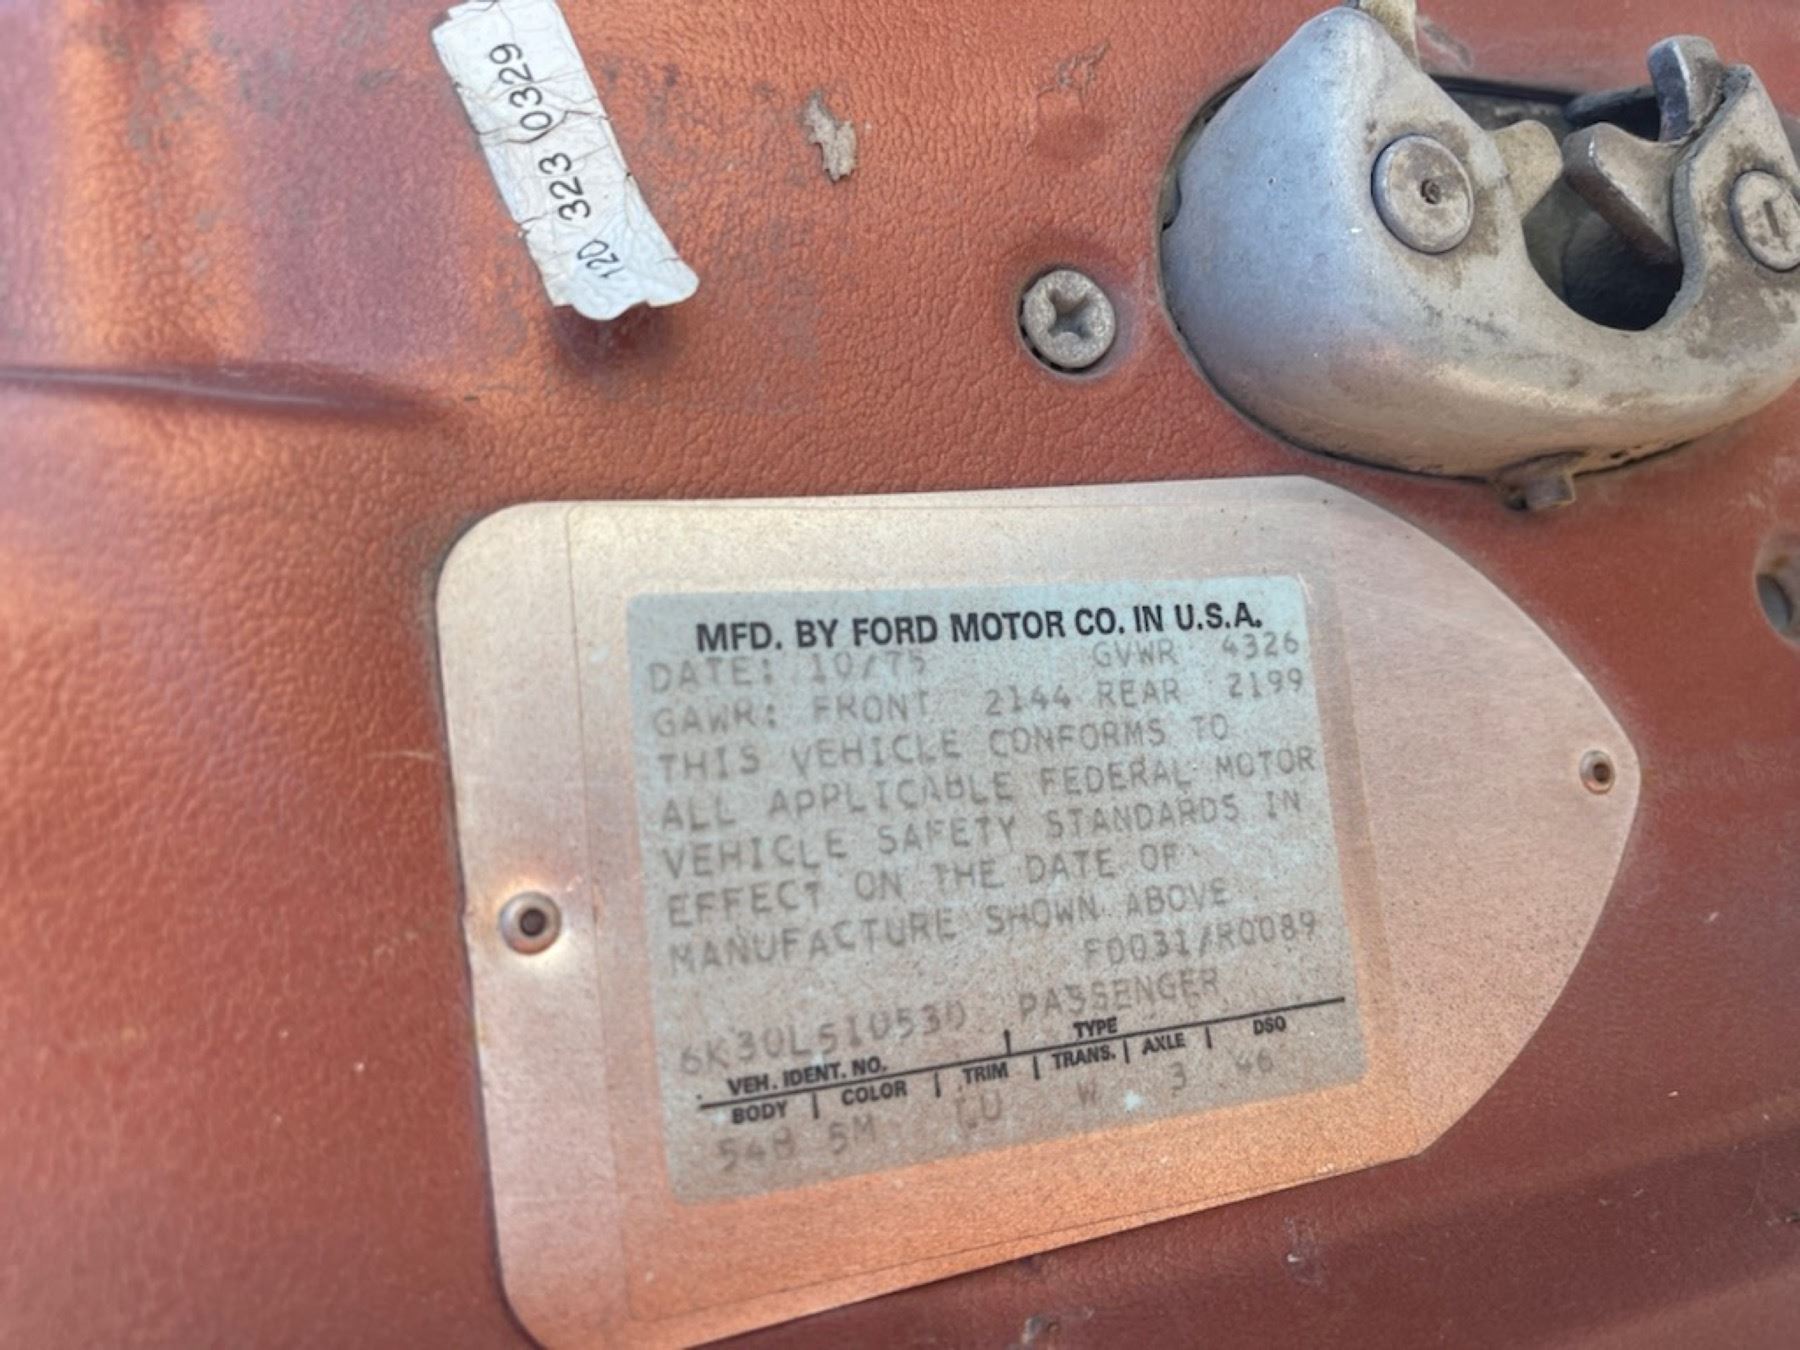 120 323 0329
MFD. BY FORD MOTOR CO. IN U.S.A.
DATE: 10/75 GVWR 4326
GAWR: FRONT 2144 REAR 2199
THIS VEHICLE CONFORMS TO
ALL APPLICABLE FEDERAL MOTOR
VEHICLE SAFETY STANDARDS IN
EFFECT ON THE DATE OF
MANUFACTURE SHOWN ABOVE
F0031/R0089
6K30L510530 PASSENGER
VEH. IDENT. NO. | TYPE
BODY | COLOR | TRIM | TRANS. | AXLE | DSO
54H 5M W 3 46